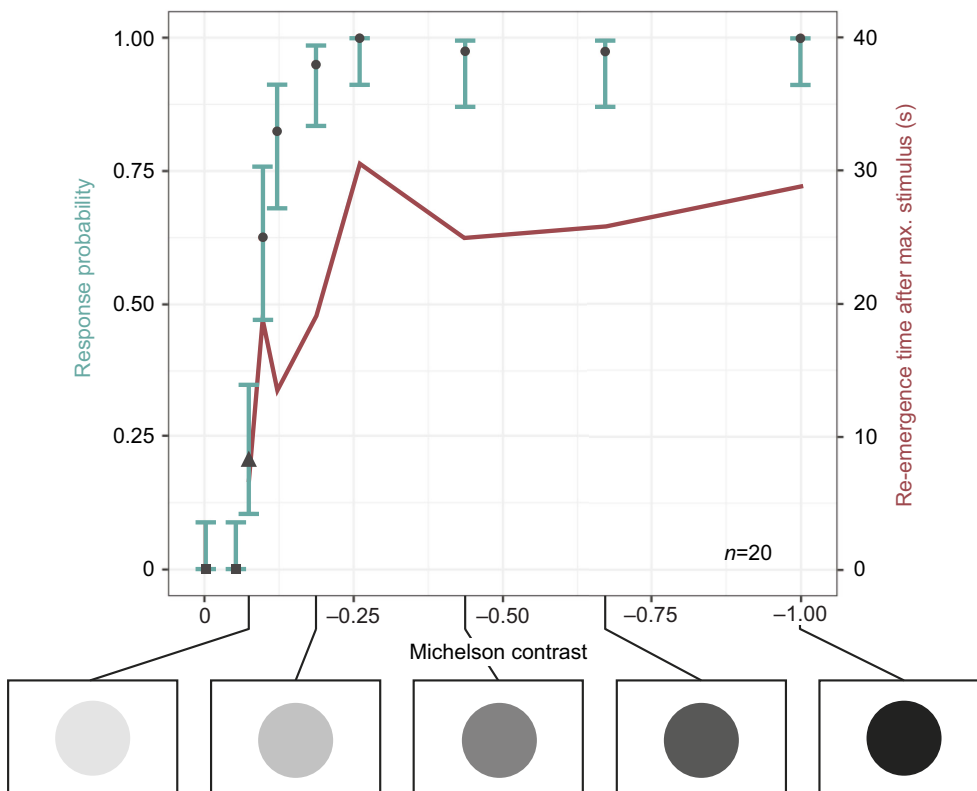 1.00
0.75
0.50
0.25
0
Response probability
40
30
20
10
0
Re-emergence time after max. stimulus (s)
n=20
0 –0.25 –0.50 –0.75 –1.00
Michelson contrast